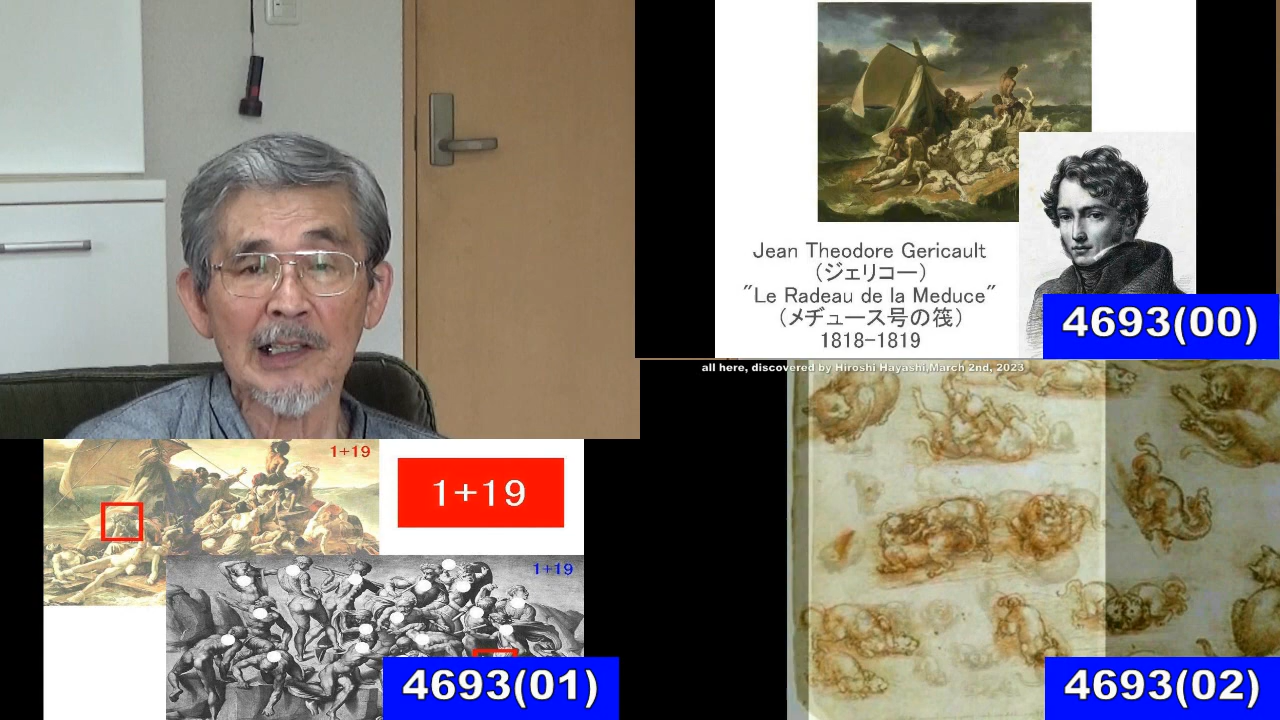 Jean Theodore Gericault
(ジェリコー)
"Le Radeau de la Meduce"
(メヂュース号の筏)
1818-1819
4693(00)
all here, discovered by Hiroshi Hayashi,March 2nd, 2023
1+19
1+19
1+19
4693(01)
4693(02)